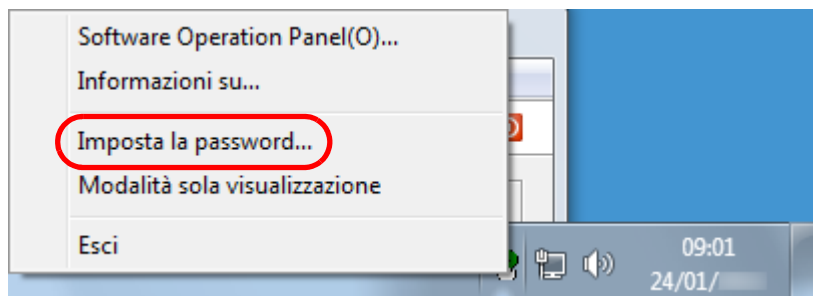 Software Operation Panel(O)...
Informazioni su...
Imposta la password...
Modalità sola visualizzazione
Esci
09:01
24/01/